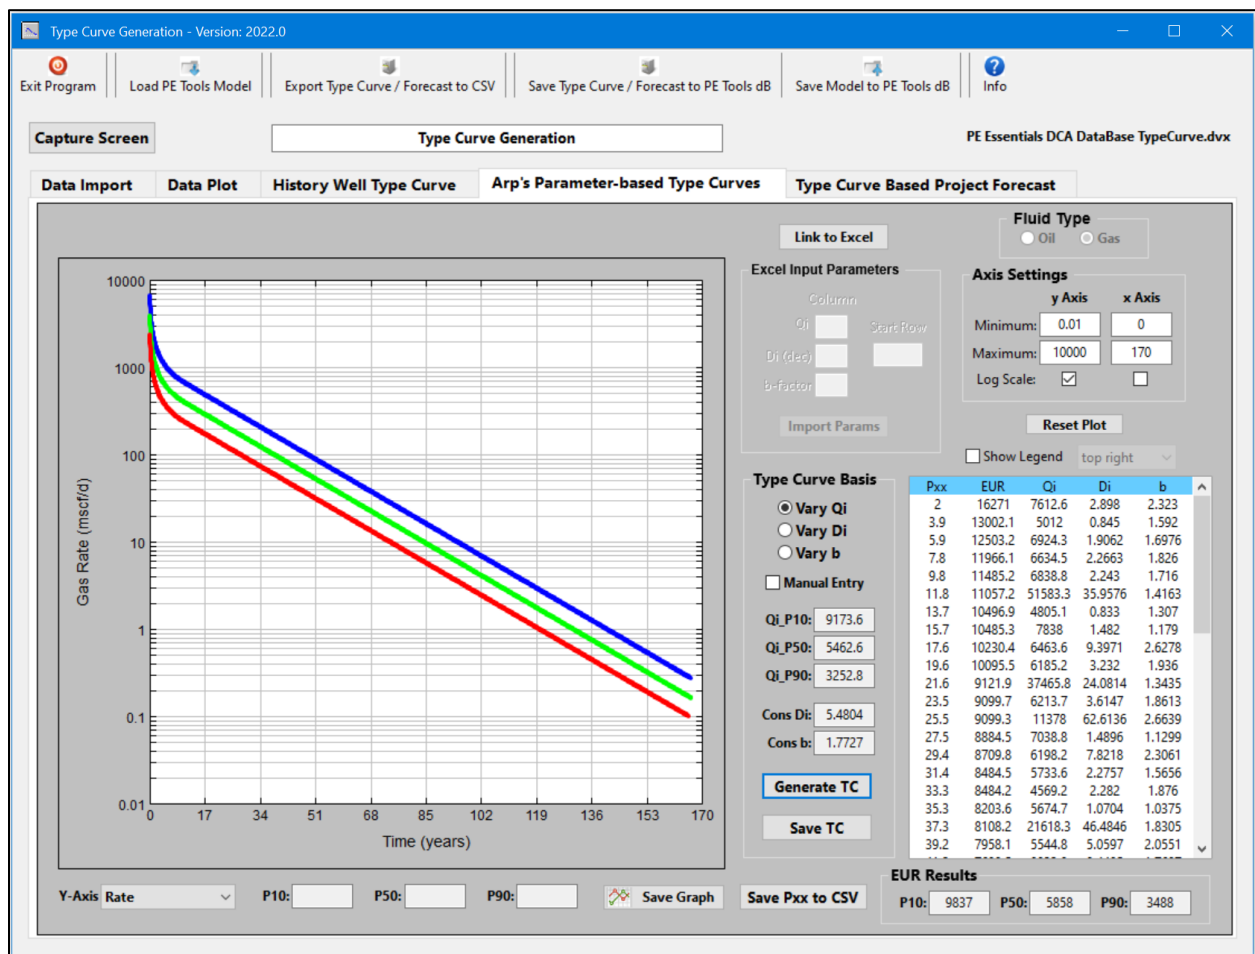 Type Curve Generation - Version: 2022.0
Exit Program
Load PE Tools Model
Export Type Curve / Forecast to CSV
Save Type Curve / Forecast to PE Tools dB
Save Model to PE Tools dB
Info
Capture Screen
Type Curve Generation
PE Essentials DCA DataBase TypeCurve.dvx
Data Import
Data Plot
History Well Type Curve
Arp's Parameter-based Type Curves
Type Curve Based Project Forecast
10000
1000
100
10
1
0.1
0.01
0 17 34 51 68 85 102 119 136 153 170
Gas Rate (mscf/d)
Time (years)
Link to Excel
Excel Input Parameters
Column
Qi
Start Row
Di (dec)
b-factor
Import Params
Fluid Type
Oil Gas
Axis Settings
y Axis x Axis
Minimum: 0.01 0
Maximum: 10000 170
Log Scale:
Reset Plot
Show Legend top right
Type Curve Basis
Vary Qi
Vary Di
Vary b
Manual Entry
Qi_P10: 9173.6
Qi_P50: 5462.6
Qi_P90: 3252.8
Cons Di: 5.4804
Cons b: 1.7727
Generate TC
Save TC
Pxx EUR Qi Di b
2 16271 7612.6 2.898 2.323
3.9 13002.1 5012 0.845 1.592
5.9 12503.2 6924.3 1.9062 1.6976
7.8 11966.1 6634.5 2.2663 1.826
9.8 11485.2 6838.8 2.243 1.716
11.8 11057.2 51583.3 35.9576 1.4163
13.7 10496.9 4805.1 0.833 1.307
15.7 10485.3 7838 1.482 1.179
17.6 10230.4 6463.6 9.3971 2.6278
19.6 10095.5 6185.2 3.232 1.936
21.6 9121.9 37465.8 24.0814 1.3435
23.5 9099.7 6213.7 3.6147 1.8613
25.5 9099.3 11378 62.6136 2.6639
27.5 8884.5 7038.8 1.4896 1.1299
29.4 8709.8 6198.2 7.8218 2.3061
31.4 8484.5 5733.6 2.2757 1.5656
33.3 8484.2 4569.2 2.282 1.876
35.3 8203.6 5674.7 1.0704 1.0375
37.3 8108.2 21618.3 46.4846 1.8305
39.2 7958.1 5544.8 5.0597 2.0551
Y-Axis Rate
P10:
P50:
P90:
Save Graph
Save Pxx to CSV
EUR Results
P10: 9837 P50: 5858 P90: 3488